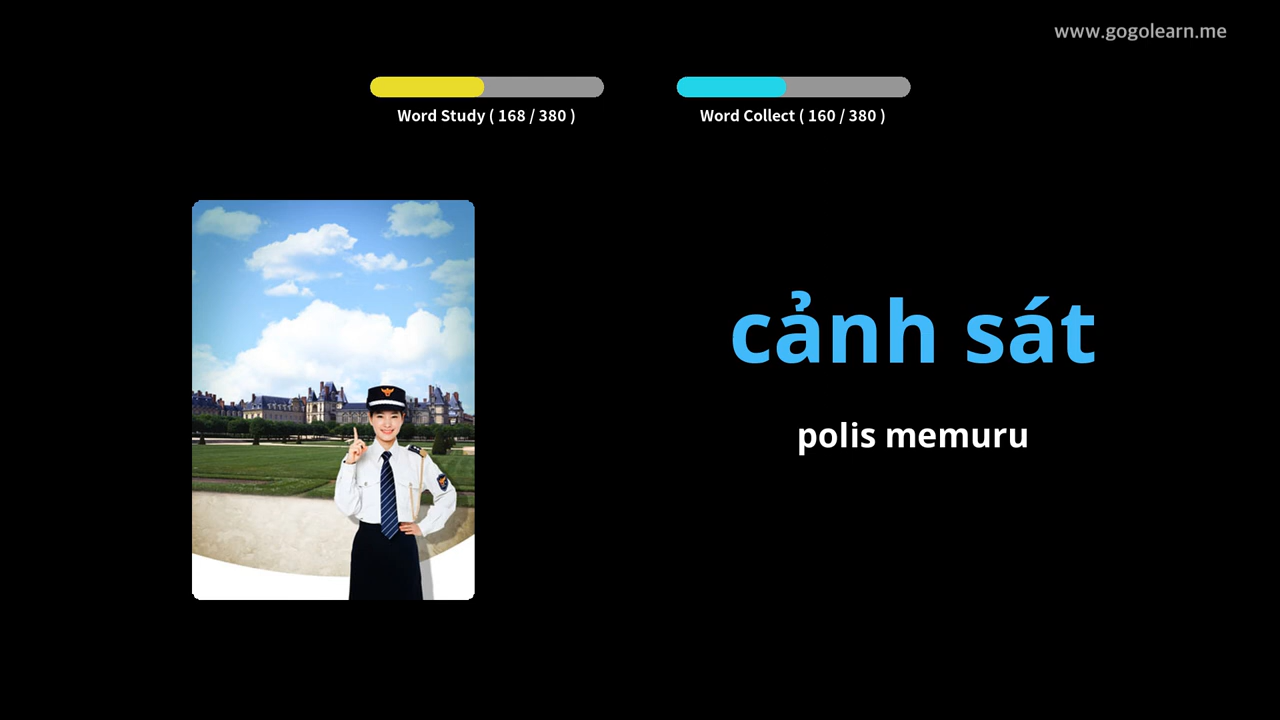 www.gogolearn.me
Word Study ( 168 / 380 )
Word Collect ( 160 / 380 )
cảnh sát
polis memuru